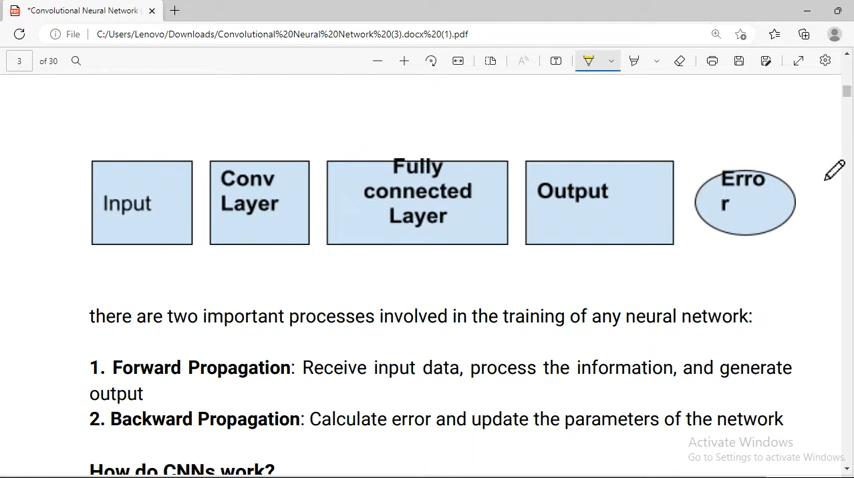 *Convolutional Neural Network (
File
C:/Users/Lenovo/Downloads/Convolutional%20Neural%20Network%20(3).docx%20(1).pdf
3
of 30
Input
Conv
Layer
Fully
connected
Layer
Output
Erro
r
there are two important processes involved in the training of any neural network:
1. Forward Propagation: Receive input data, process the information, and generate
output
2. Backward Propagation: Calculate error and update the parameters of the network
How do CNNs work?
Activate Windows
Go to Settings to activate Windows.